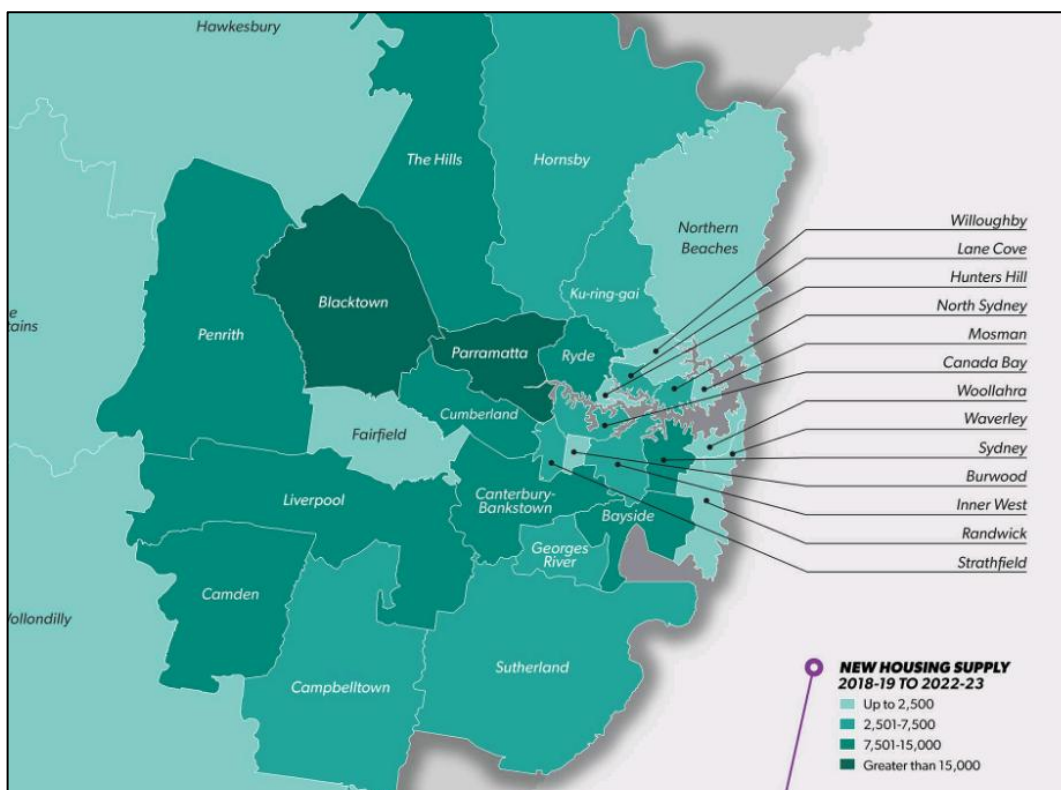 Hawkesbury
The Hills
Hornsby
Northern
Beaches
Willoughby
Lane Cove
Hunters Hill
North Sydney
Mosman
Canada Bay
Woollahra
Waverley
Sydney
Burwood
Inner West
Randwick
Strathfield
Ku-ring-gai
Blacktown
Penrith
e
tains
Parramatta
Ryde
Cumberland
Fairfield
Liverpool
Canterbury-
Bankstown
Bayside
Georges
River
Camden
ollondilly
Campbelltown
Sutherland
NEW HOUSING SUPPLY
2018-19 TO 2022-23
Up to 2,500
2,501-7,500
7,501-15,000
Greater than 15,000